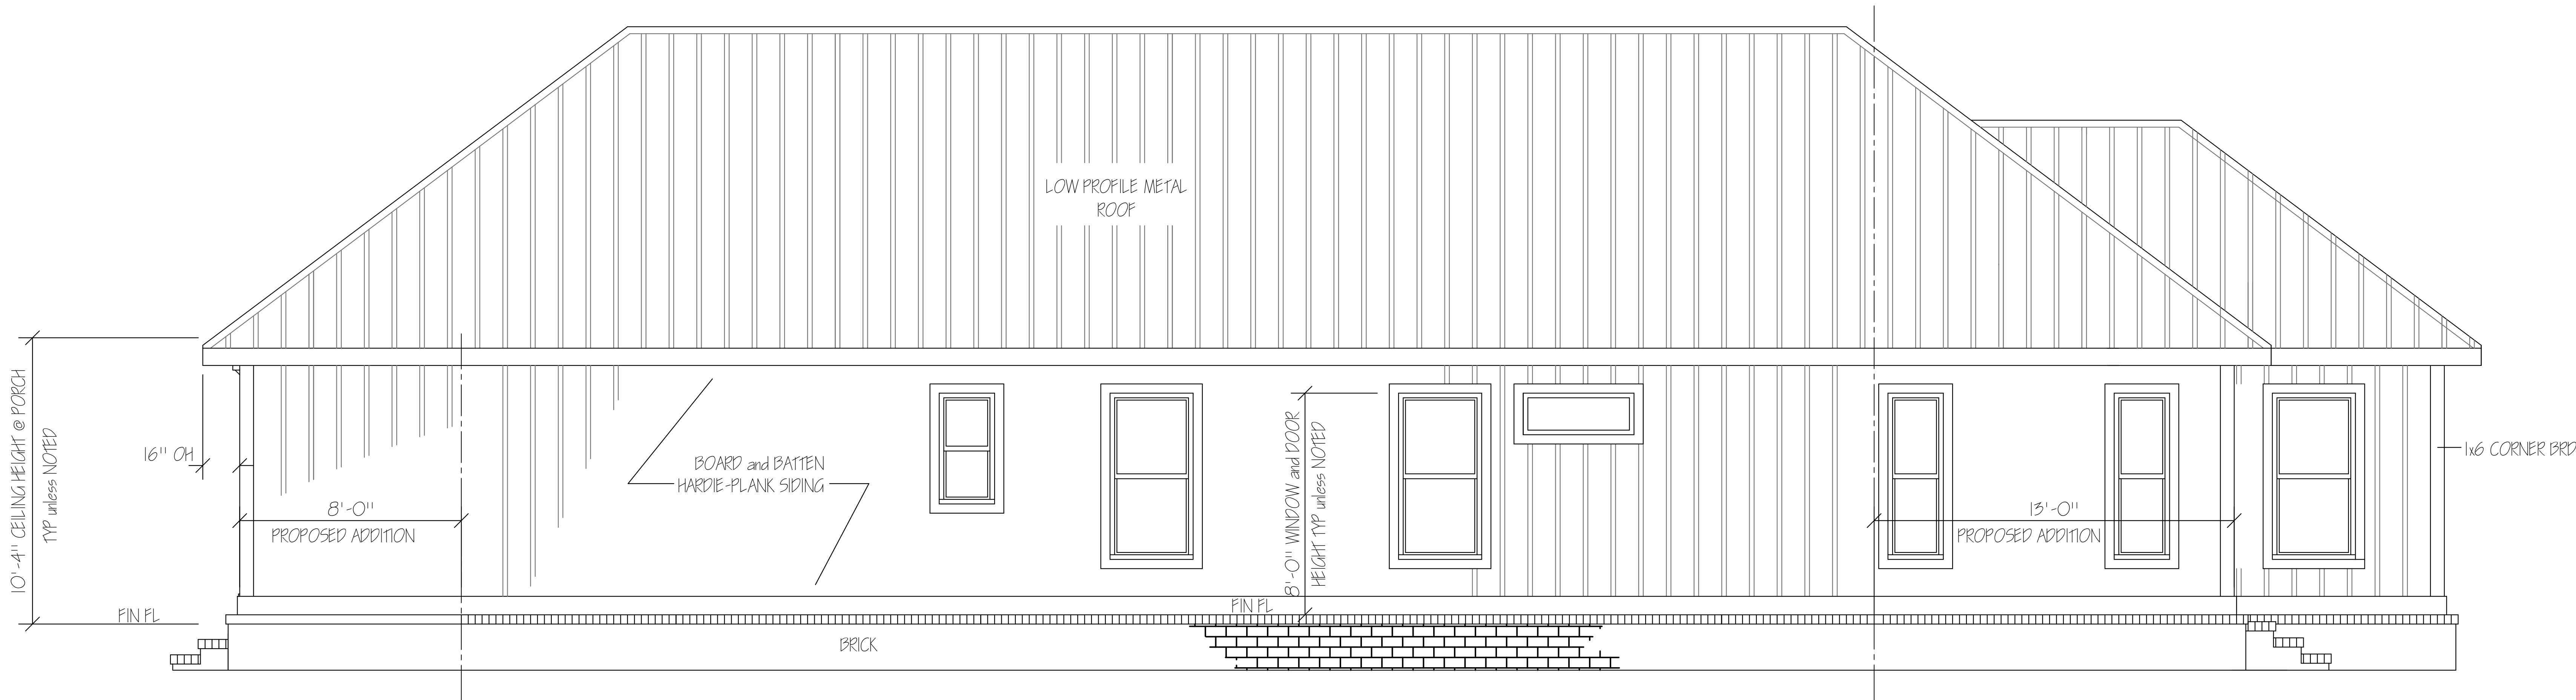 LOW PROFILE METAL
ROOF
10'-4" CEILING HEIGHT @ PORCH
TYP unless NOTED
16" OH
8'-0"
PROPOSED ADDITION
BOARD and BATTEN
HARDIE-PLANK SIDING
8'-0" WINDOW and DOOR
HEIGHT TYP unless NOTED
13'-0"
PROPOSED ADDITION
1x6 CORNER BRD
FIN FL
FIN FL
BRICK